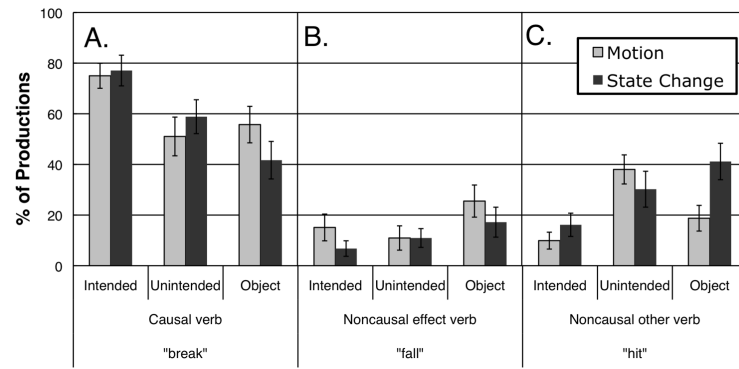 100
80
60
40
20
0
% of Productions
A.
B.
C.
Motion
State Change
Intended Unintended Object Intended Unintended Object Intended Unintended Object
Causal verb Noncausal effect verb Noncausal other verb
"break" "fall" "hit"